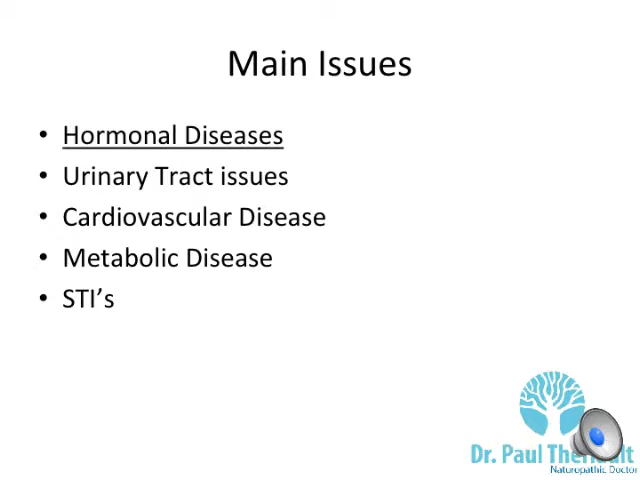 Main Issues
• Hormonal Diseases
• Urinary Tract issues
• Cardiovascular Disease
• Metabolic Disease
• STI’s
Dr. Paul
Naturopathic Doctor